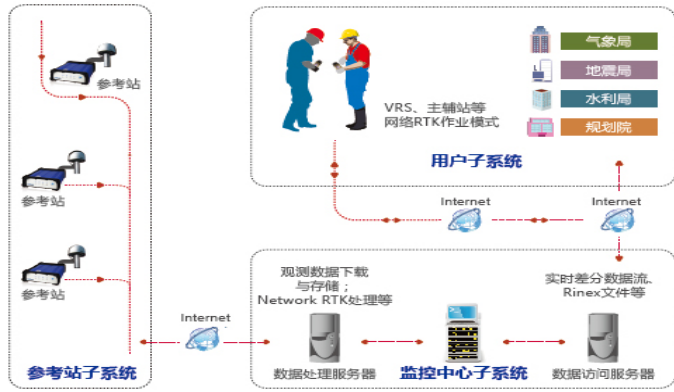 参考站
参考站
参考站
参考站子系统
Internet
VRS、主辅站等
网络RTK作业模式
气象局
地震局
水利局
规划院
用户子系统
Internet
Internet
观测数据下载
与存储；
Network RTK处理等
数据处理服务器
监控中心子系统
实时差分数据流、
Rinex文件等
数据访问服务器